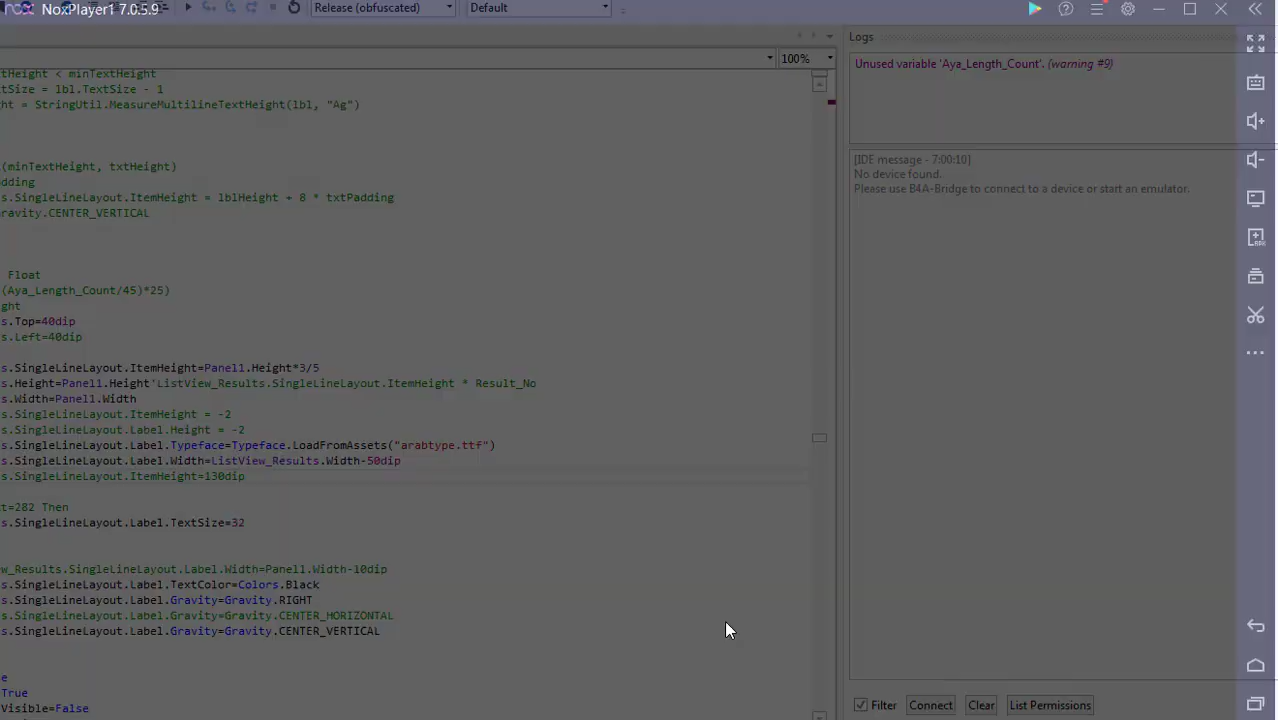 NoxPlayer1 7.0.5.9
Release (obfuscated)
Default
100%
Logs
Unused variable 'Aya_Length_Count'. (warning #9)
[IDE message - 7:00:10]
No device found.
Please use B4A-Bridge to connect to a device or start an emulator.
tHeight < minTextHeight
tSize = lbl.TextSize - 1
ght = StringUtil.MeasureMultilineTextHeight(lbl, "Ag")
(minTextHeight, txtHeight)
dding
s.SingleLineLayout.ItemHeight = lblHeight + 8 * txtPadding
ravity.CENTER_VERTICAL
Float
(Aya_Length_Count/45)*25)
ght
s.Top=40dip
s.Left=40dip
s.SingleLineLayout.ItemHeight=Panel1.Height*3/5
s.Height=Panel1.Height'ListView_Results.SingleLineLayout.ItemHeight * Result_No
s.Width=Panel1.Width
s.SingleLineLayout.ItemHeight = -2
s.SingleLineLayout.Label.Height = -2
s.SingleLineLayout.Label.Typeface=Typeface.LoadFromAssets("arabtype.ttf")
s.SingleLineLayout.Label.Width=ListView_Results.Width-50dip
s.SingleLineLayout.ItemHeight=130dip
t=282 Then
s.SingleLineLayout.Label.TextSize=32
w_Results.SingleLineLayout.Label.Width=Panel1.Width-10dip
s.SingleLineLayout.Label.TextColor=Colors.Black
s.SingleLineLayout.Label.Gravity=Gravity.RIGHT
s.SingleLineLayout.Label.Gravity=Gravity.CENTER_HORIZONTAL
s.SingleLineLayout.Label.Gravity=Gravity.CENTER_VERTICAL
e
True
Visible=False
Filter
Connect
Clear
List Permissions